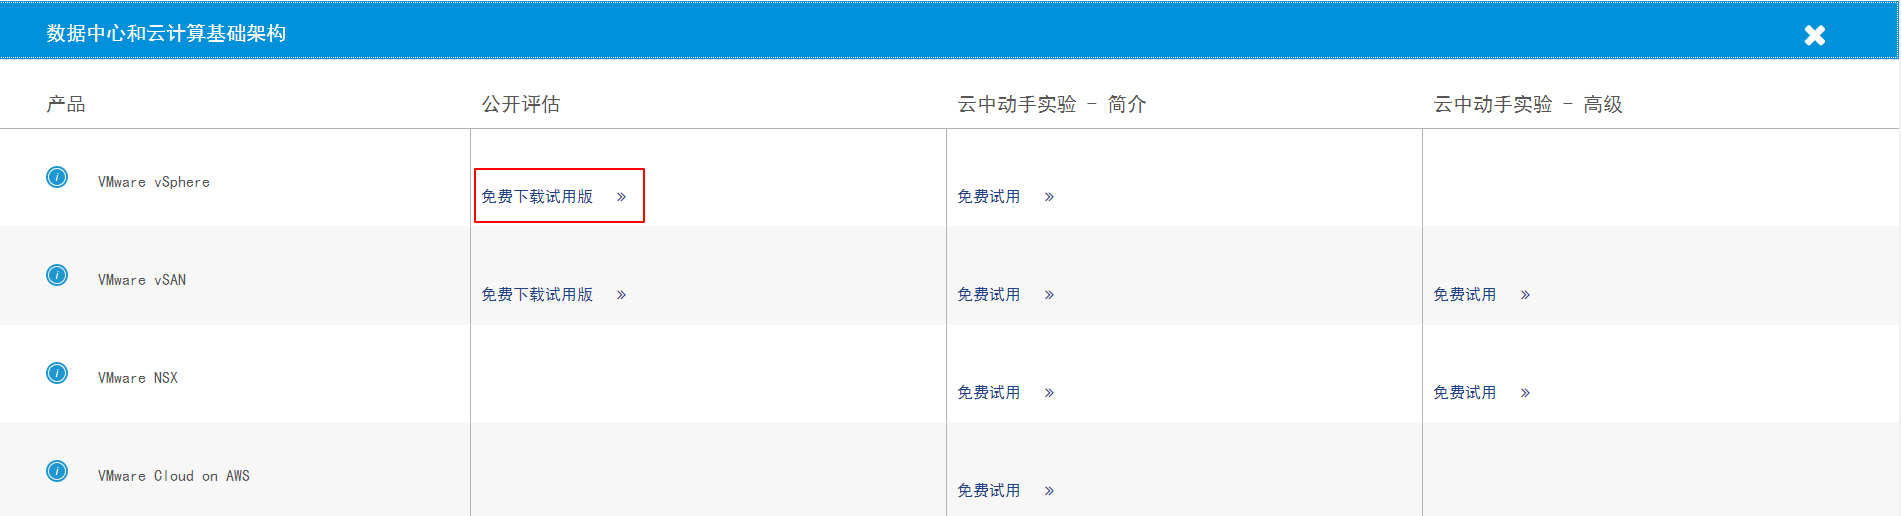 数据中心和云计算基础架构
产品 公开评估 云中动手实验 - 简介 云中动手实验 - 高级
VMware vSphere 免费下载试用版 » 免费试用 »
VMware vSAN 免费下载试用版 » 免费试用 » 免费试用 »
VMware NSX 免费试用 » 免费试用 »
VMware Cloud on AWS 免费试用 »